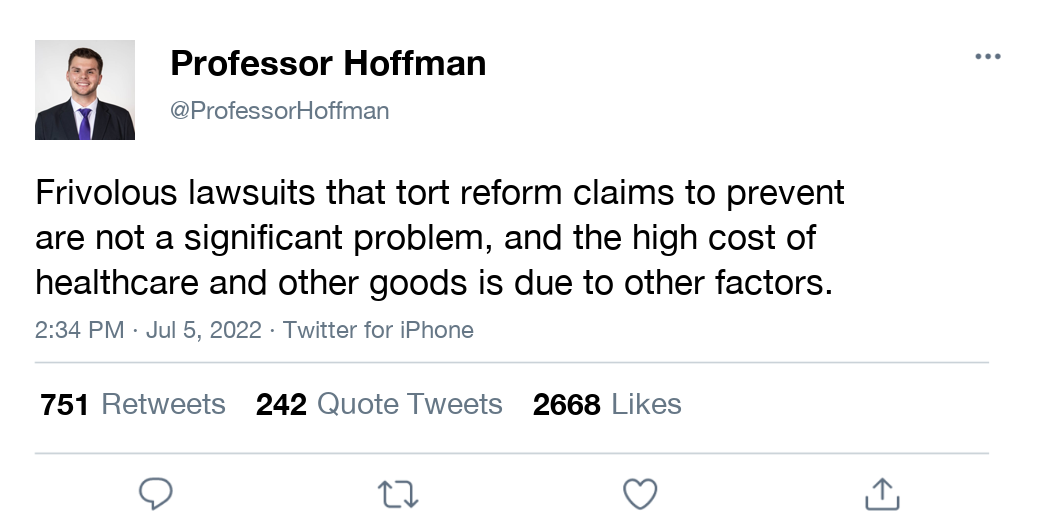 Professor Hoffman
@ProfessorHoffman
Frivolous lawsuits that tort reform claims to prevent
are not a significant problem, and the high cost of
healthcare and other goods is due to other factors.
2:34 PM · Jul 5, 2022 · Twitter for iPhone
751 Retweets 242 Quote Tweets 2668 Likes